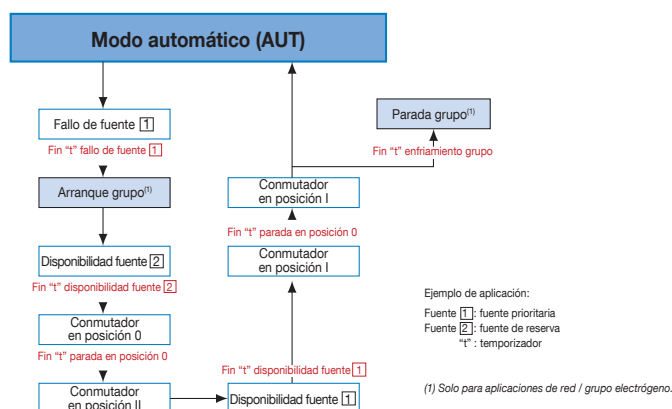 Modo automático (AUT)
Fallo de fuente 1
Fin “t” fallo de fuente 1
Arranque grupo(1)
Disponibilidad fuente 2
Fin “t” disponibilidad fuente 2
Conmutador
en posición 0
Fin “t” parada en posición 0
Conmutador
en posición II
Disponibilidad fuente 1
Fin “t” disponibilidad fuente 1
Conmutador
en posición I
Fin “t” parada en posición 0
Conmutador
en posición I
Parada grupo(1)
Fin “t” enfriamiento grupo
Ejemplo de aplicación:
Fuente 1 : fuente prioritaria
Fuente 2 : fuente de reserva
“t” : temporizador
(1) Solo para aplicaciones de red / grupo electrógeno.